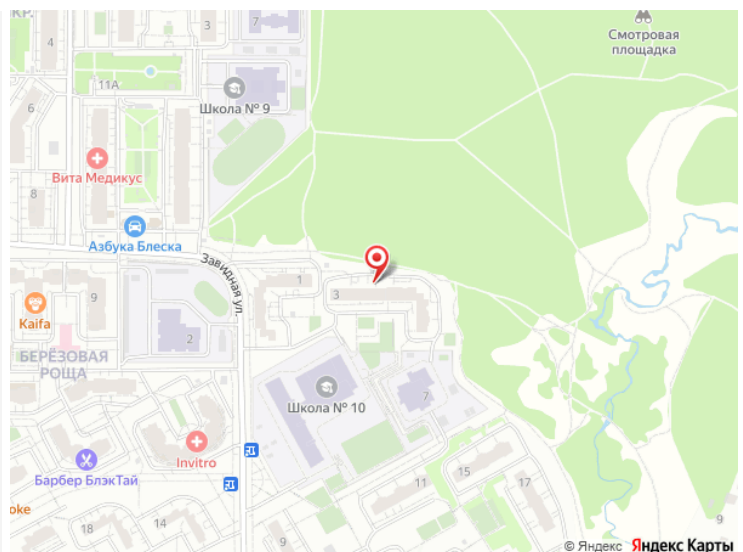 КР.
4
7
Смотровая
площадка
11А
Школа № 9
6
Вита Медикус
8
Азбука Блеска
Завидная ул.
1
3
9
Kaifa
2
БЕРЁЗОВАЯ
РОЩА
Школа № 10
7
Invitro
Барбер БлэкТай
15
11
17
oke
18
14
9
9
© Яндекс Яндекс Карты